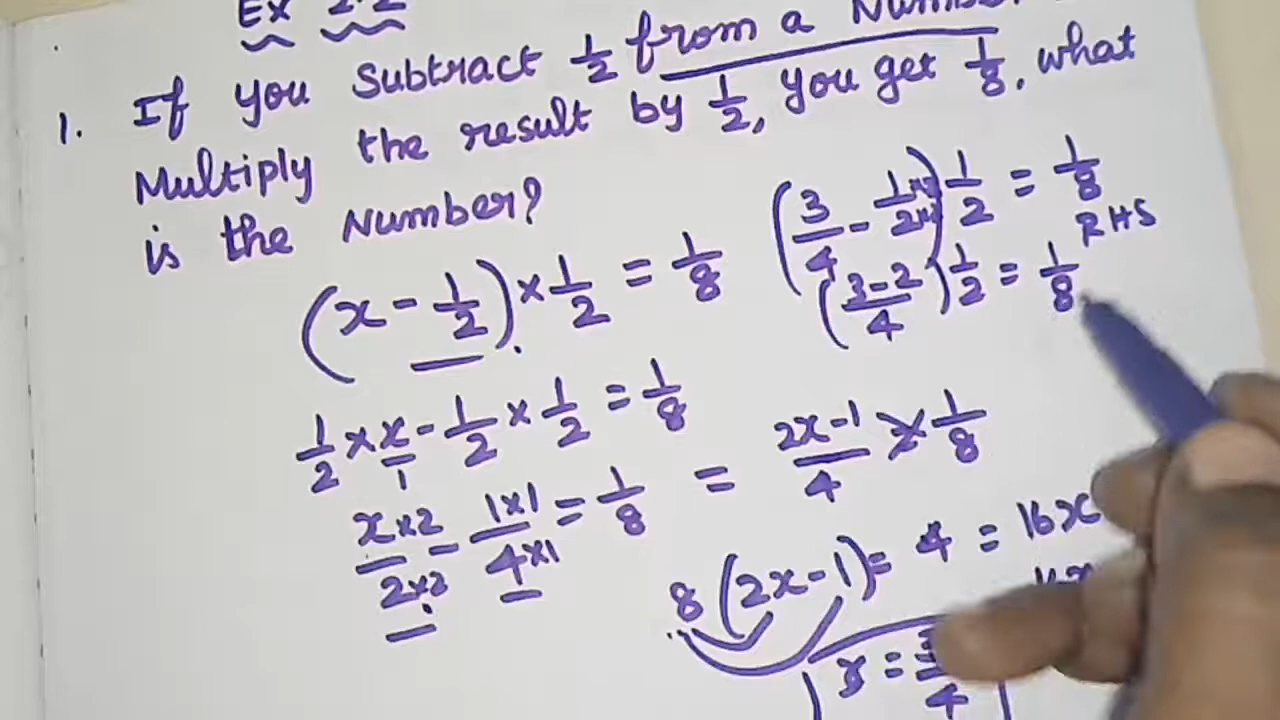 Ex 2.2
1. If you Subtract 1/2 from a Number
Multiply the result by 1/2, you get 1/8. what
is the Number?
(x - 1/2) × 1/2 = 1/8
1/2 × x/1 - 1/2 × 1/2 = 1/8
x×2/2×2 - 1×1/4×1 = 1/8
= 2x-1/4 × 1/8
8(2x-1) = 4 = 16x
x = 3/4
(3/4 - 1×2/2×2) 1/2 = 1/8
RHS
(3-2/4) 1/2 = 1/8